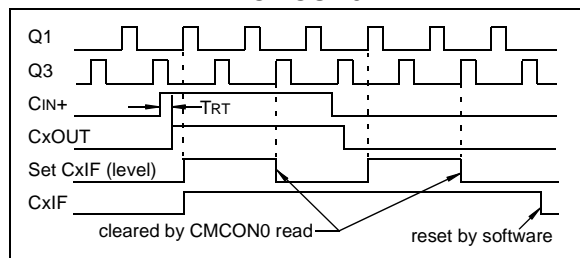 Q1
Q3
CIN+
TRT
CxOUT
Set CxIF (level)
CxIF
cleared by CMCON0 read
reset by software